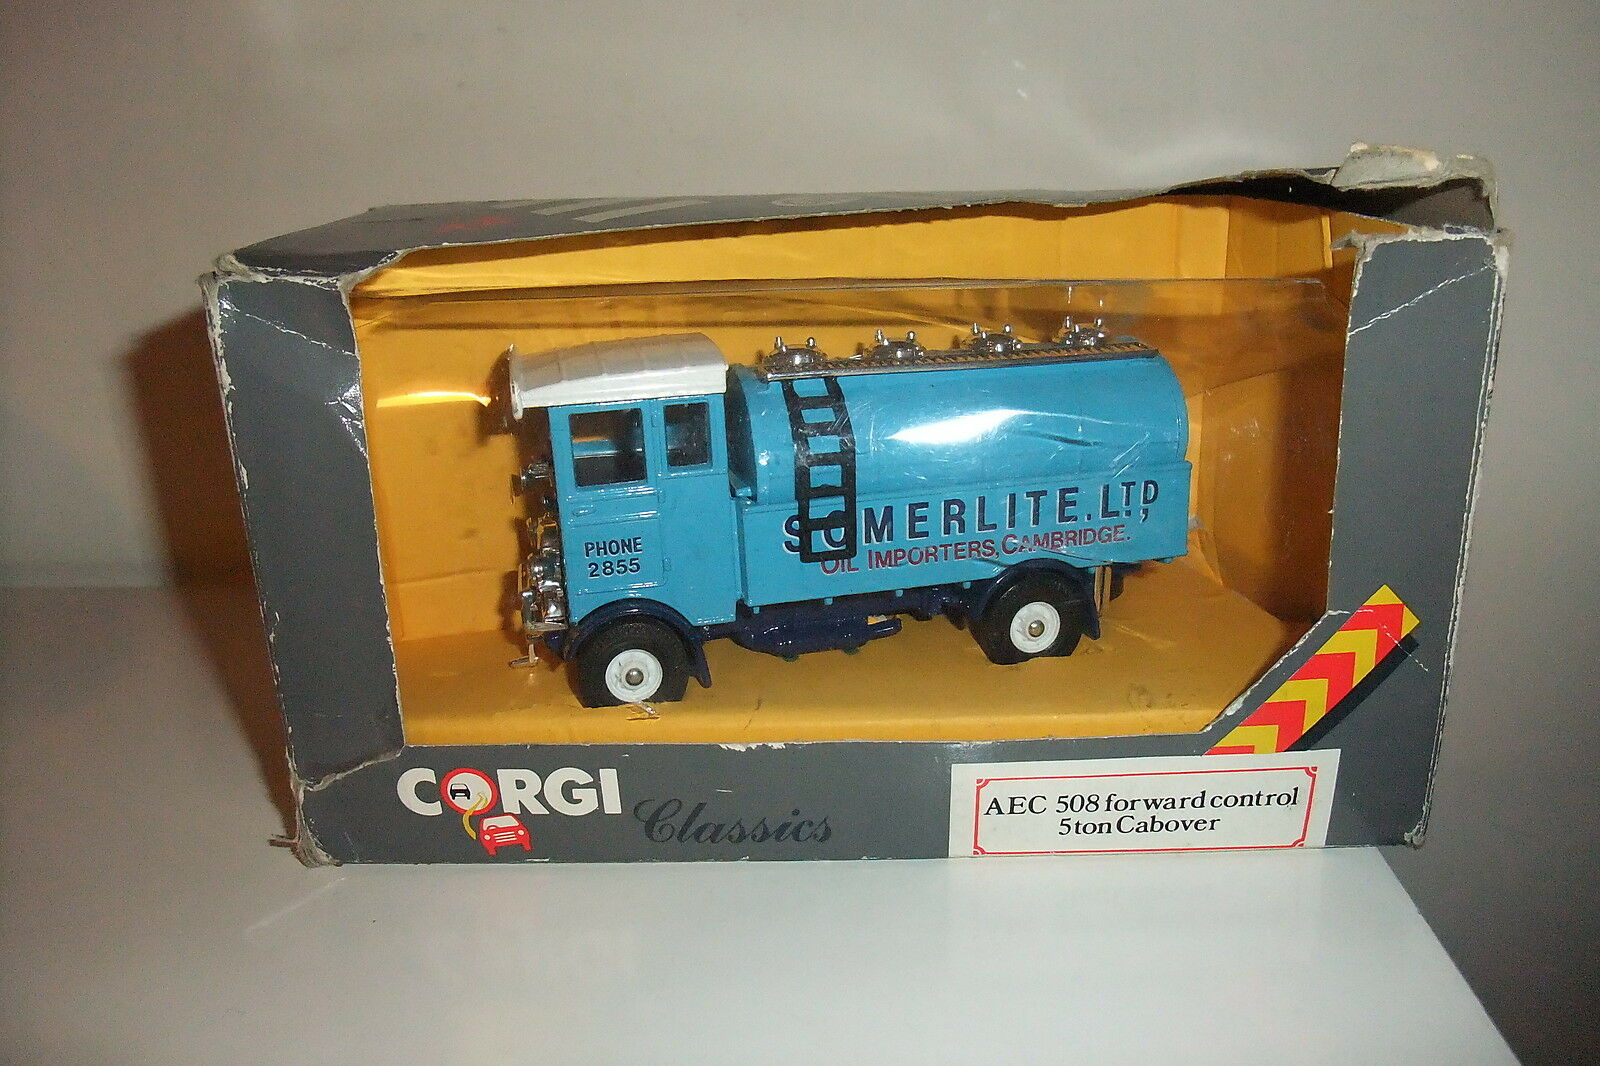 PHONE
2855
SOMERLITE. LTD,
OIL IMPORTERS, CAMBRIDGE.
CORGI
Classics
AEC 508 forward control
5 ton Cabover